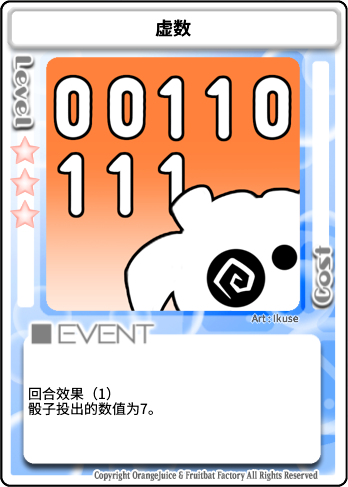 虚数
Level
00110
111
Cost
Art : Ikuse
EVENT
回合效果（1）
骰子投出的数值为7。
Copyright OrangeJuice & Fruitbat Factory All Rights Reserved